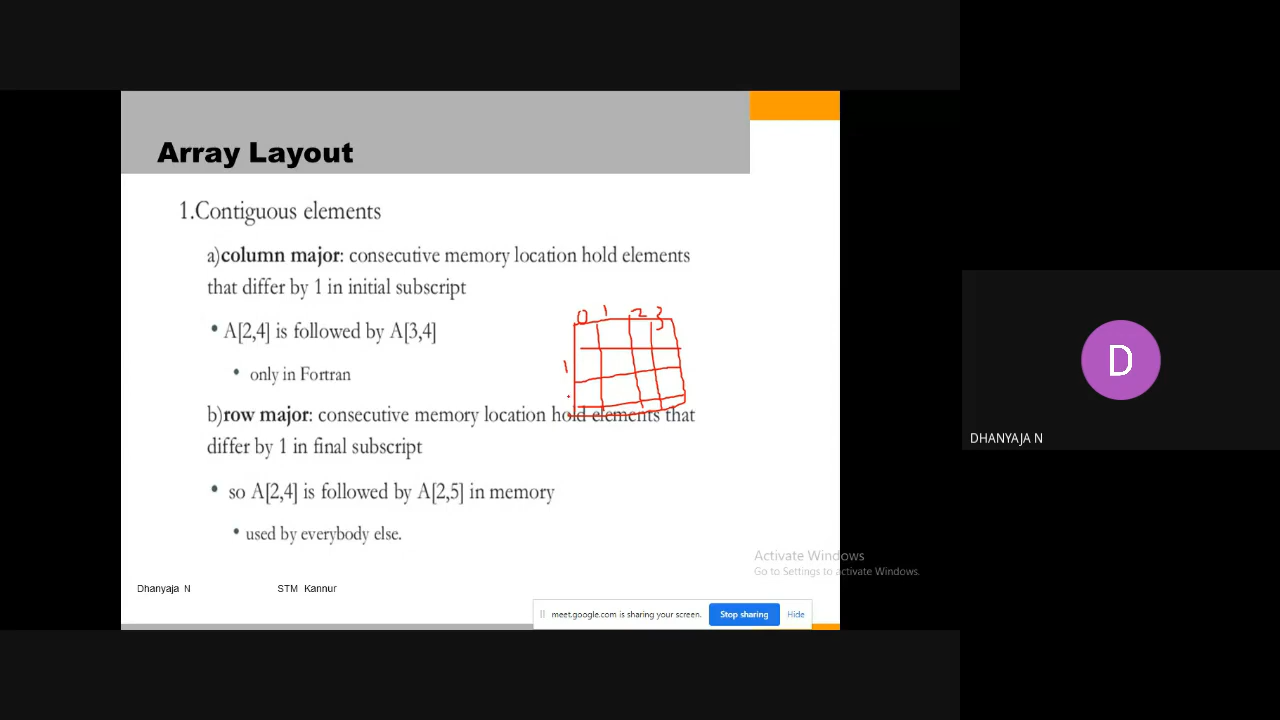 Array Layout
1.Contiguous elements
a)column major: consecutive memory location hold elements
that differ by 1 in initial subscript
• A[2,4] is followed by A[3,4]
0 1 2 3
• only in Fortran
1
b)row major: consecutive memory location hold elements that
differ by 1 in final subscript
• so A[2,4] is followed by A[2,5] in memory
• used by everybody else.
Dhanyaja N STM Kannur
Activate Windows
Go to Settings to activate Windows.
meet.google.com is sharing your screen. Stop sharing Hide
D
DHANYAJA N